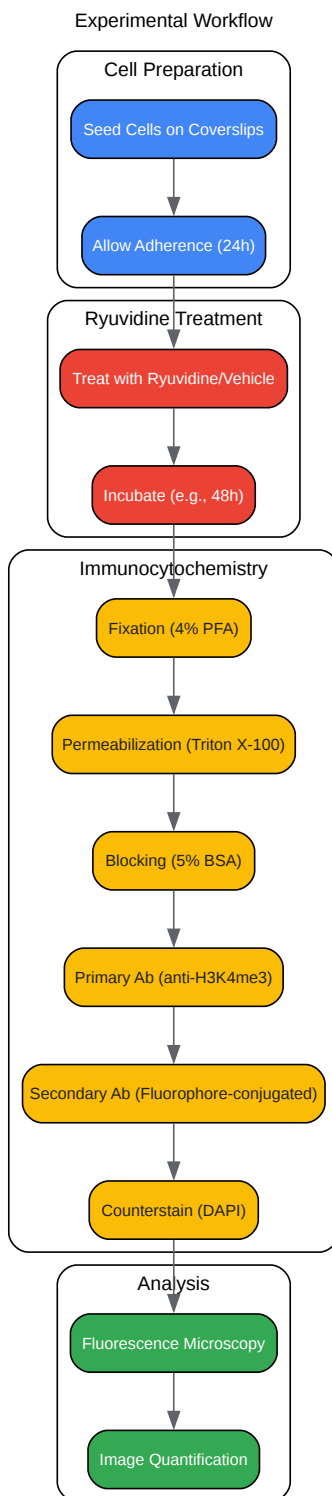 Experimental Workflow
Cell Preparation
Seed Cells on Coverslips
Allow Adherence (24h)
Ryuvidine Treatment
Treat with Ryuvidine/Vehicle
Incubate (e.g., 48h)
Immunocytochemistry
Fixation (4% PFA)
Permeabilization (Triton X-100)
Blocking (5% BSA)
Primary Ab (anti-H3K4me3)
Secondary Ab (Fluorophore-conjugated)
Counterstain (DAPI)
Analysis
Fluorescence Microscopy
Image Quantification